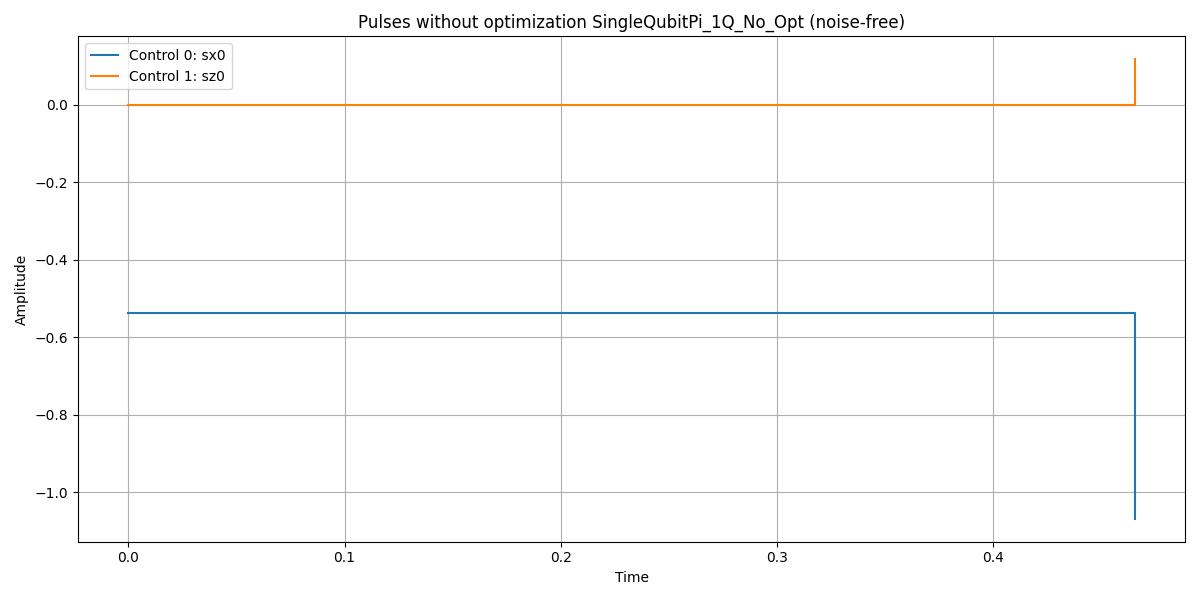 Pulses without optimization SingleQubitPi_1Q_No_Opt (noise-free)
Control 0: sx0
Control 1: sz0
Amplitude
0.0
−0.2
−0.4
−0.6
−0.8
−1.0
0.0 0.1 0.2 0.3 0.4
Time